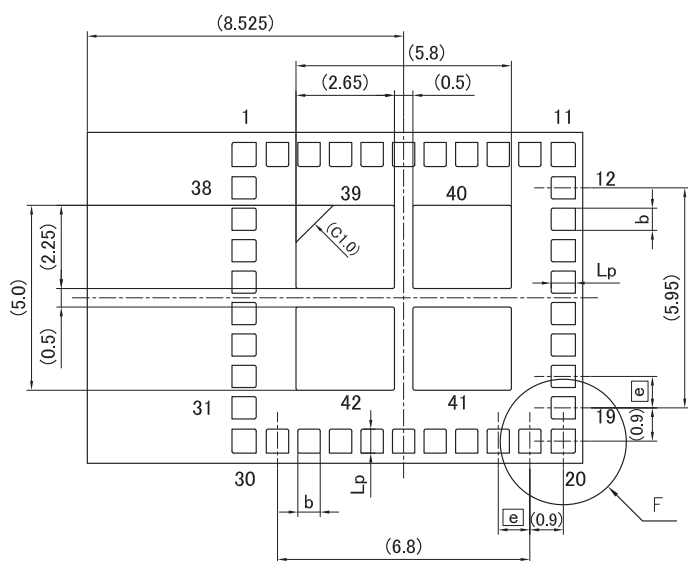 (8.525)
(5.8)
(2.65)
(0.5)
1
11
38
39
40
12
b
(C1.0)
(2.25)
(5.0)
(0.5)
Lp
(5.95)
e
31
42
41
19
(0.9)
30
b
Lp
20
e
(0.9)
F
(6.8)